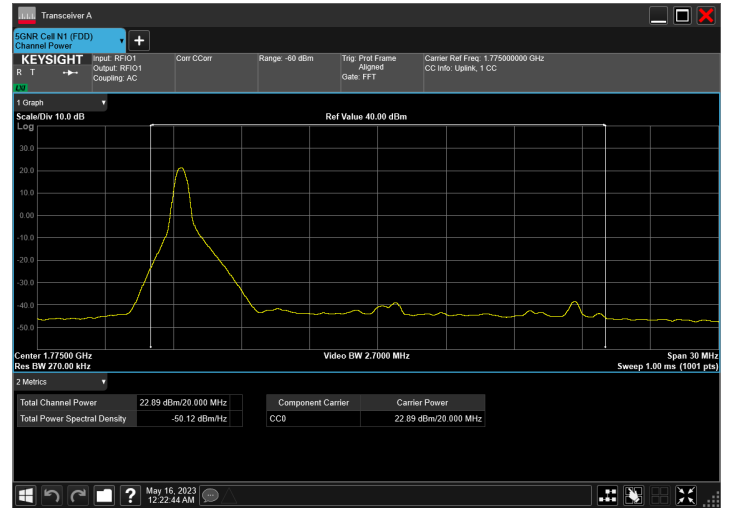 Transceiver A
5GNR Cell N1 (FDD)
Channel Power
KEYSIGHT
R T
LXI
Input: RFIO1
Output: RFIO1
Coupling: AC
Corr CCorr
Range: -60 dBm
Trig: Prot Frame
Aligned
Gate: FFT
Carrier Ref Freq: 1.775000000 GHz
CC Info: Uplink, 1 CC
1 Graph
Scale/Div 10.0 dB
Ref Value 40.00 dBm
Log
30.0
20.0
10.0
0.00
-10.0
-20.0
-30.0
-40.0
-50.0
Center 1.77500 GHz
Video BW 2.7000 MHz
Span 30 MHz
Res BW 270.00 kHz
Sweep 1.00 ms (1001 pts)
2 Metrics
Total Channel Power 22.89 dBm/20.000 MHz
Total Power Spectral Density -50.12 dBm/Hz
Component Carrier Carrier Power
CC0 22.89 dBm/20.000 MHz
?
May 16, 2023
12:22:44 AM